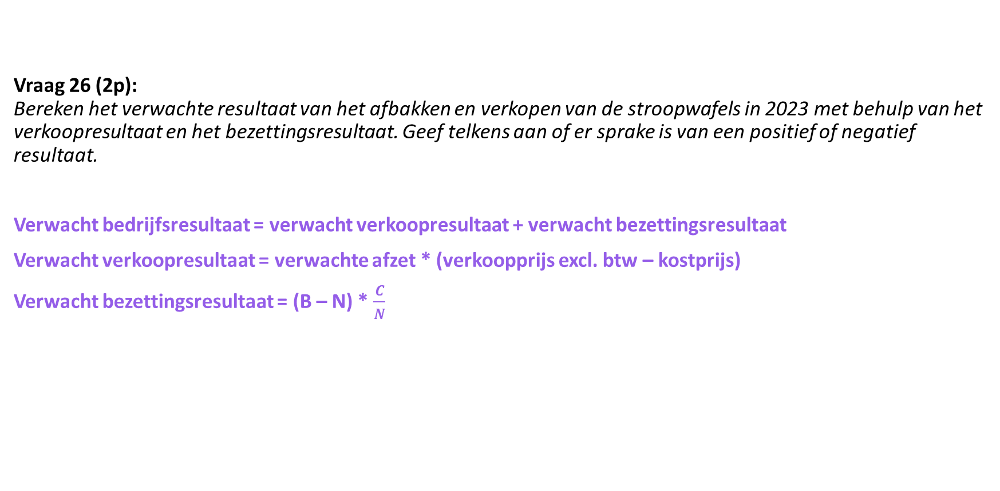 Vraag 26 (2p):
Bereken het verwachte resultaat van het afbakken en verkopen van de stroopwafels in 2023 met behulp van het
verkoopresultaat en het bezettingsresultaat. Geef telkens aan of er sprake is van een positief of negatief
resultaat.
Verwacht bedrijfsresultaat = verwacht verkoopresultaat + verwacht bezettingsresultaat
Verwacht verkoopresultaat = verwachte afzet * (verkoopprijs excl. btw – kostprijs)
Verwacht bezettingsresultaat = (B – N) * C/N